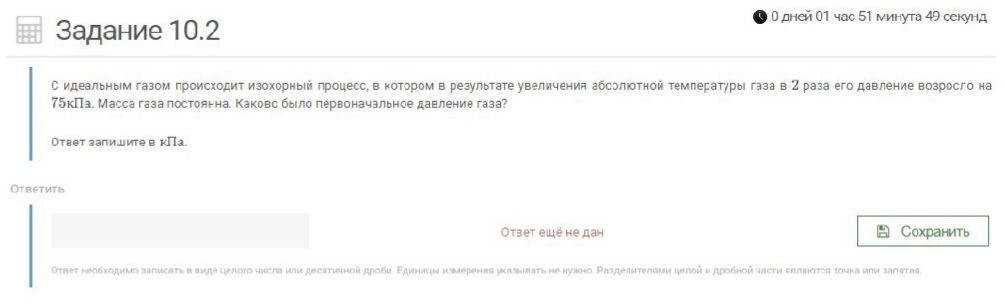 0 дней 01 час 51 минута 49 секунд
Задание 10.2
С идеальным газом происходит изохорный процесс, в котором в результате увеличения абсолютной температуры газа в 2 раза его давление возросло на
75кПа. Масса газа постоянна. Каково было первоначальное давление газа?
Ответ запишите в кПа.
Ответить
Ответ ещё не дан
Сохранить
Ответ необходимо записать в виде целого числа или десятичной дроби. Единицы измерения указывать не нужно. Разделителями целой и дробной части являются точка или запятая.